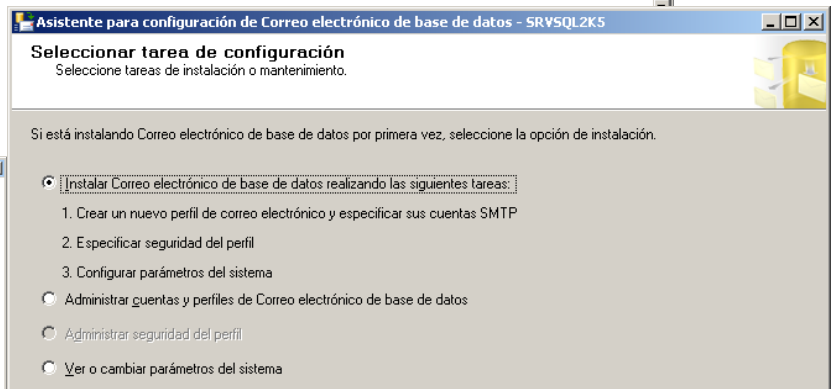 Asistente para configuración de Correo electrónico de base de datos - SRVSQL2K5
Seleccionar tarea de configuración
Seleccione tareas de instalación o mantenimiento.
Si está instalando Correo electrónico de base de datos por primera vez, seleccione la opción de instalación.
Instalar Correo electrónico de base de datos realizando las siguientes tareas:
1. Crear un nuevo perfil de correo electrónico y especificar sus cuentas SMTP
2. Especificar seguridad del perfil
3. Configurar parámetros del sistema
Administrar cuentas y perfiles de Correo electrónico de base de datos
Administrar seguridad del perfil
Ver o cambiar parámetros del sistema